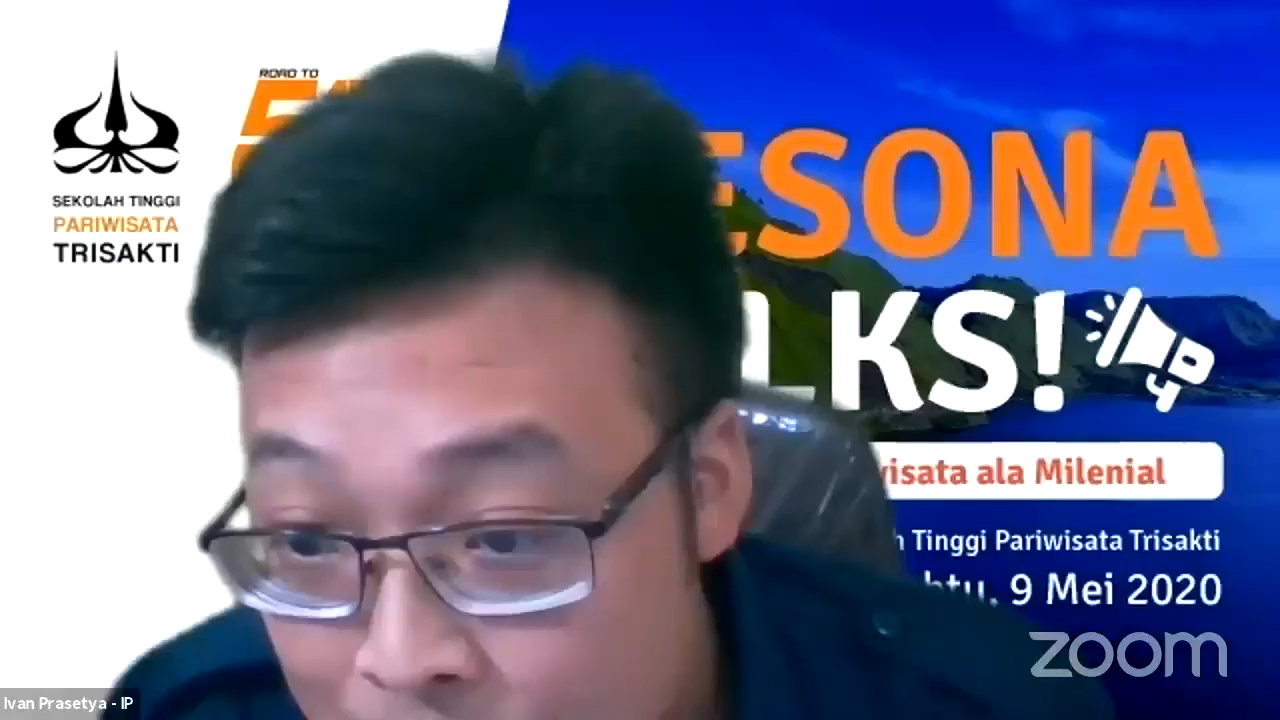 ROAD TO
SEKOLAH TINGGI
PARIWISATA
TRISAKTI
ESONA
LKS!
wisata ala Milenial
h Tinggi Pariwisata Trisakti
btu, 9 Mei 2020
zoom
Ivan Prasetya - IP